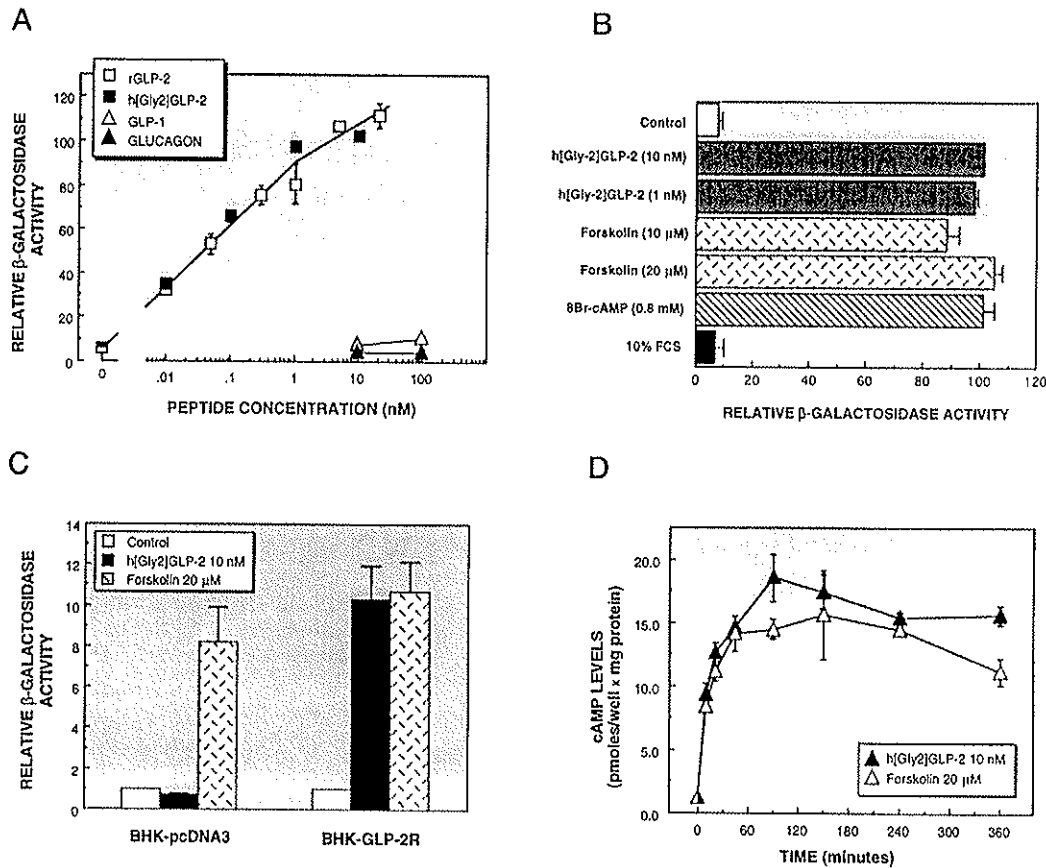 A
rGLP-2
h[Gly2]GLP-2
GLP-1
GLUCAGON
RELATIVE β-GALACTOSIDASE
ACTIVITY
120
100
80
60
40
20
0
0
.01
.1
1
10
100
PEPTIDE CONCENTRATION (nM)
B
Control
h[Gly-2]GLP-2 (10 nM)
h[Gly-2]GLP-2 (1 nM)
Forskolin (10 μM)
Forskolin (20 μM)
8Br-cAMP (0.8 mM)
10% FCS
0
20
40
60
80
100
120
RELATIVE β-GALACTOSIDASE ACTIVITY
C
Control
h[Gly2]GLP-2 10 nM
Forskolin 20 μM
RELATIVE β-GALACTOSIDASE
ACTIVITY
14
12
10
8
6
4
2
0
BHK-pcDNA3
BHK-GLP-2R
D
cAMP LEVELS
(pmoles/well x mg protein)
20.0
15.0
10.0
5.0
0.0
h[Gly2]GLP-2 10 nM
Forskolin 20 μM
0
60
120
180
240
300
360
TIME (minutes)